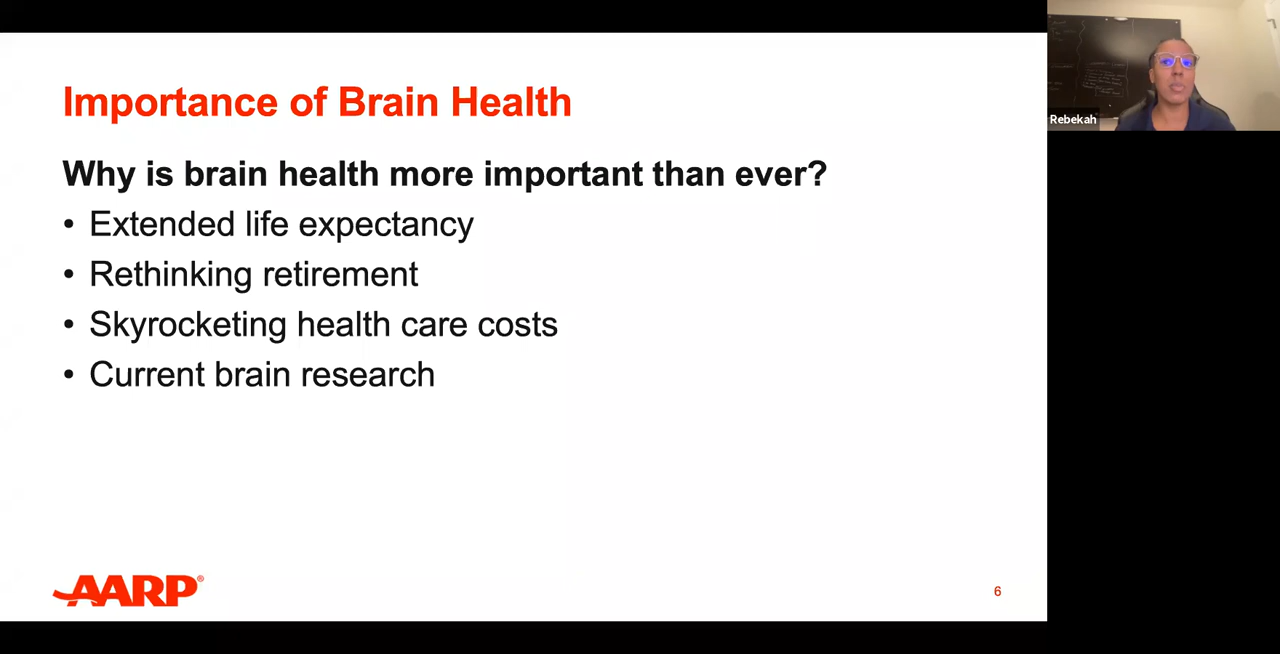 Importance of Brain Health
Why is brain health more important than ever?
• Extended life expectancy
• Rethinking retirement
• Skyrocketing health care costs
• Current brain research
AARP®
6
Rebekah